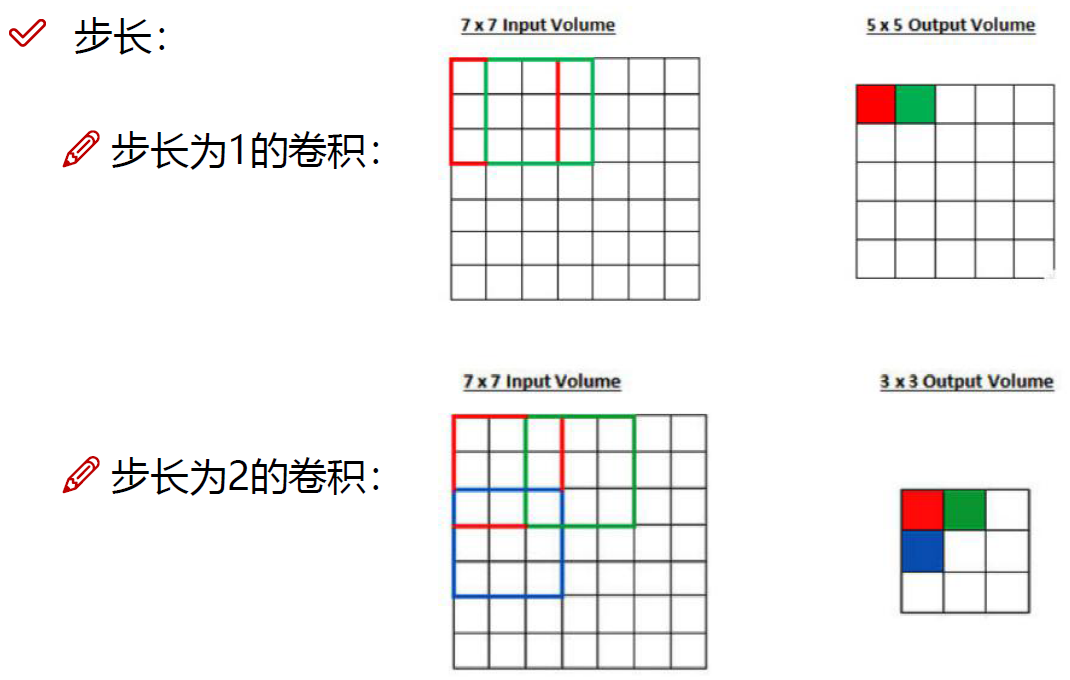 步长：
7 x 7 Input Volume
5 x 5 Output Volume
步长为1的卷积：
7 x 7 Input Volume
3 x 3 Output Volume
步长为2的卷积：